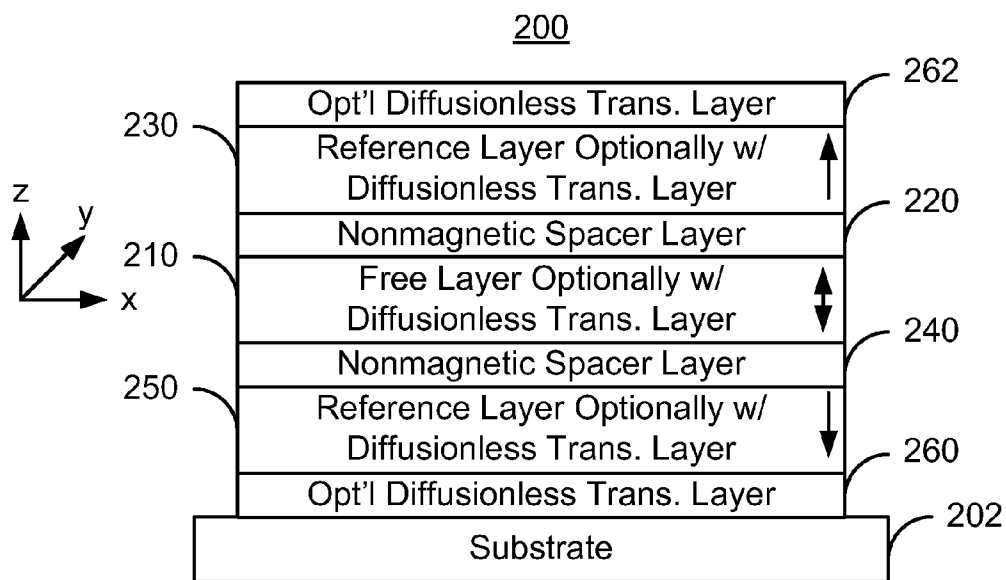 200
262
Opt'l Diffusionless Trans. Layer
230
Reference Layer Optionally w/
Diffusionless Trans. Layer
z
y
x
220
Nonmagnetic Spacer Layer
210
Free Layer Optionally w/
Diffusionless Trans. Layer
240
Nonmagnetic Spacer Layer
250
Reference Layer Optionally w/
Diffusionless Trans. Layer
260
Opt'l Diffusionless Trans. Layer
202
Substrate